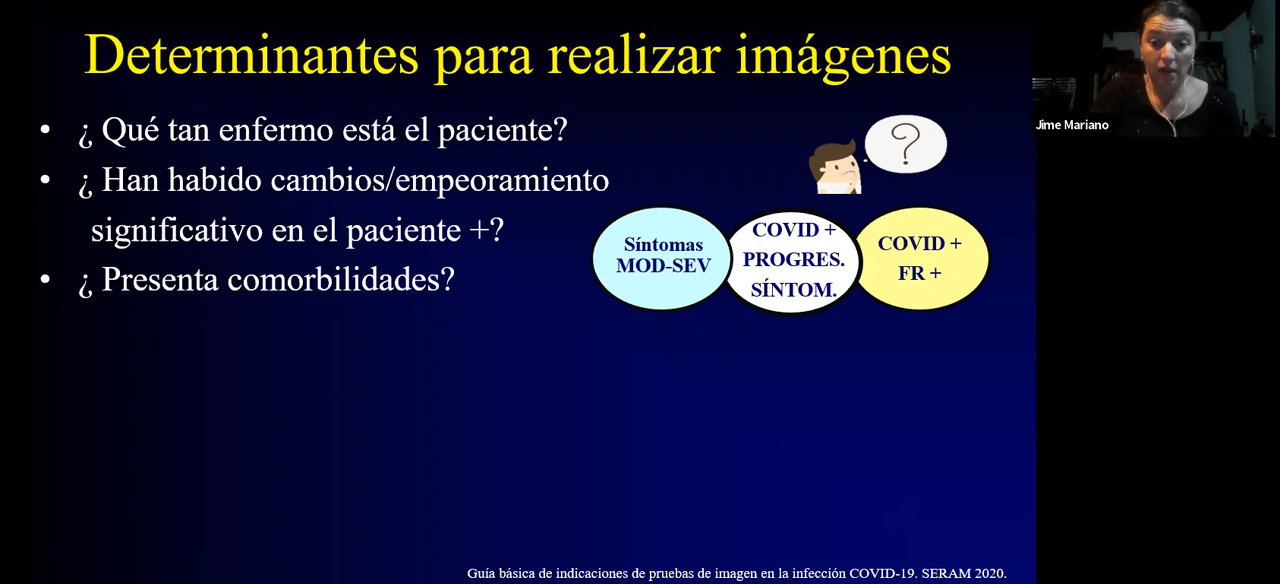 Determinantes para realizar imágenes
• ¿ Qué tan enfermo está el paciente?
• ¿ Han habido cambios/empeoramiento
significativo en el paciente +?
• ¿ Presenta comorbilidades?
?
Síntomas
MOD-SEV
COVID +
PROGRES.
SÍNTOM.
COVID +
FR +
Guía básica de indicaciones de pruebas de imagen en la infección COVID-19. SERAM 2020.
Jime Mariano